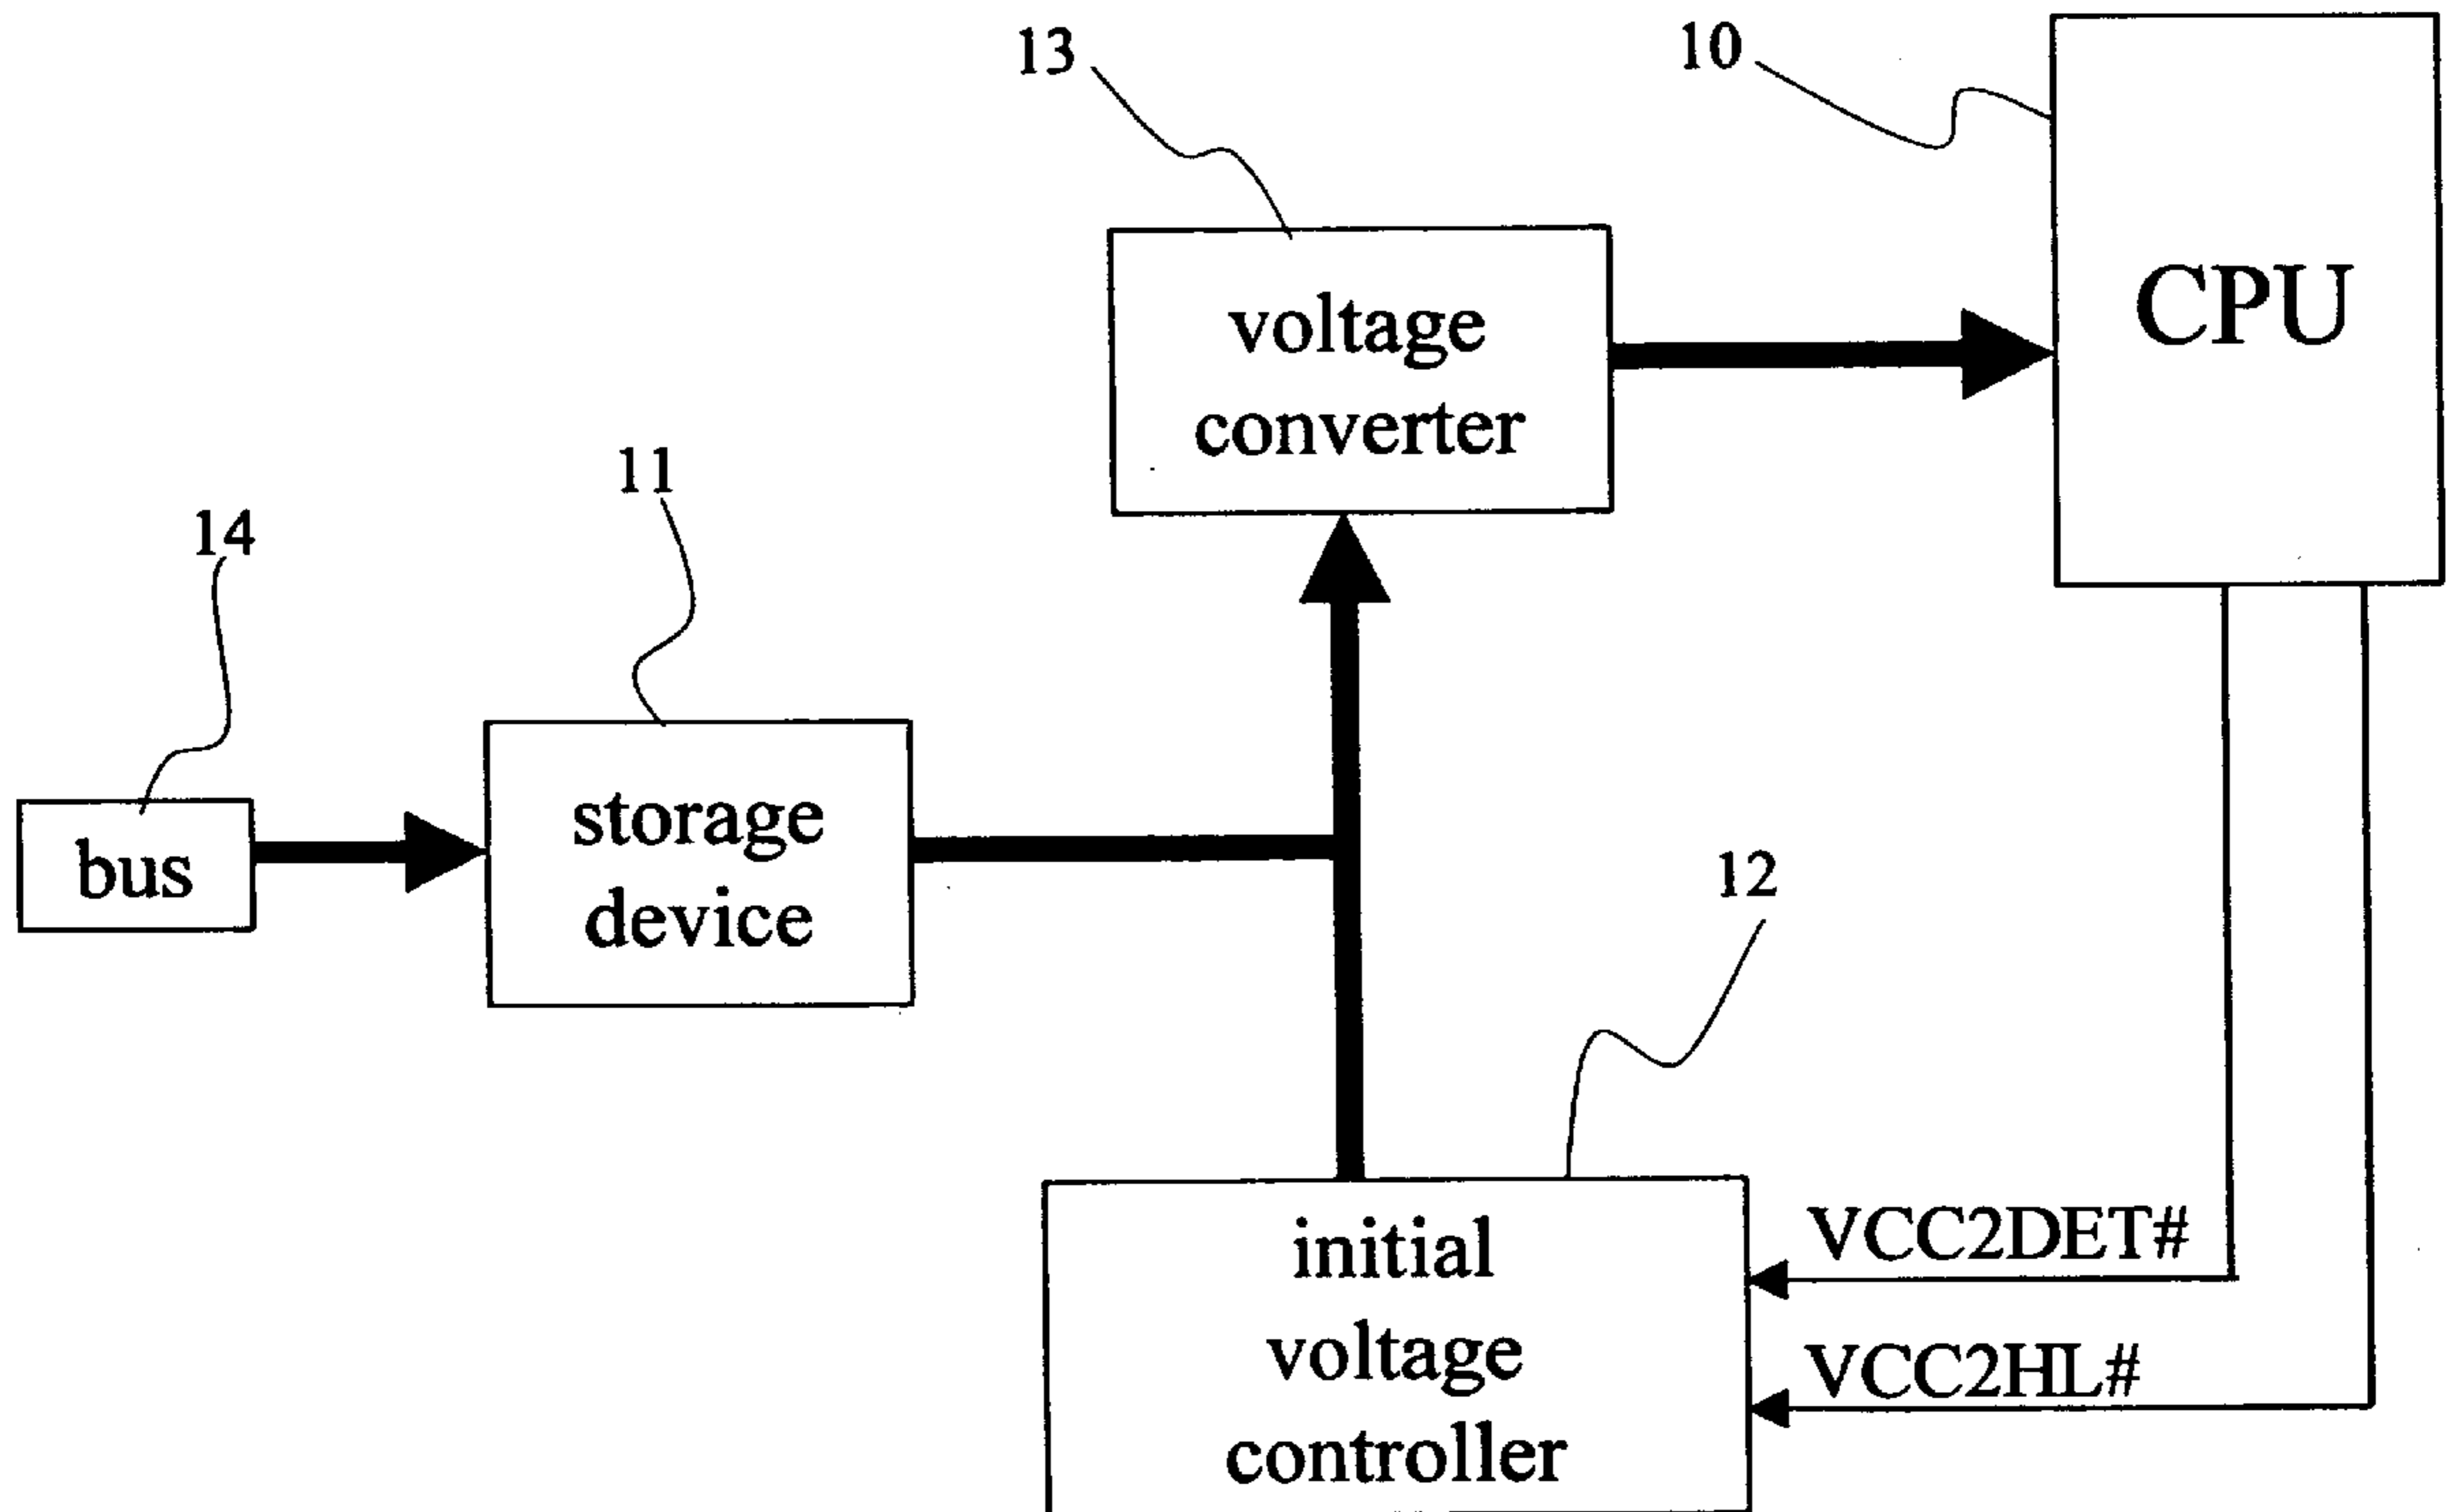 13
10
CPU
voltage
converter
11
14
storage
device
bus
12
initial
voltage
controller
VCC2DET#
VCC2HL#